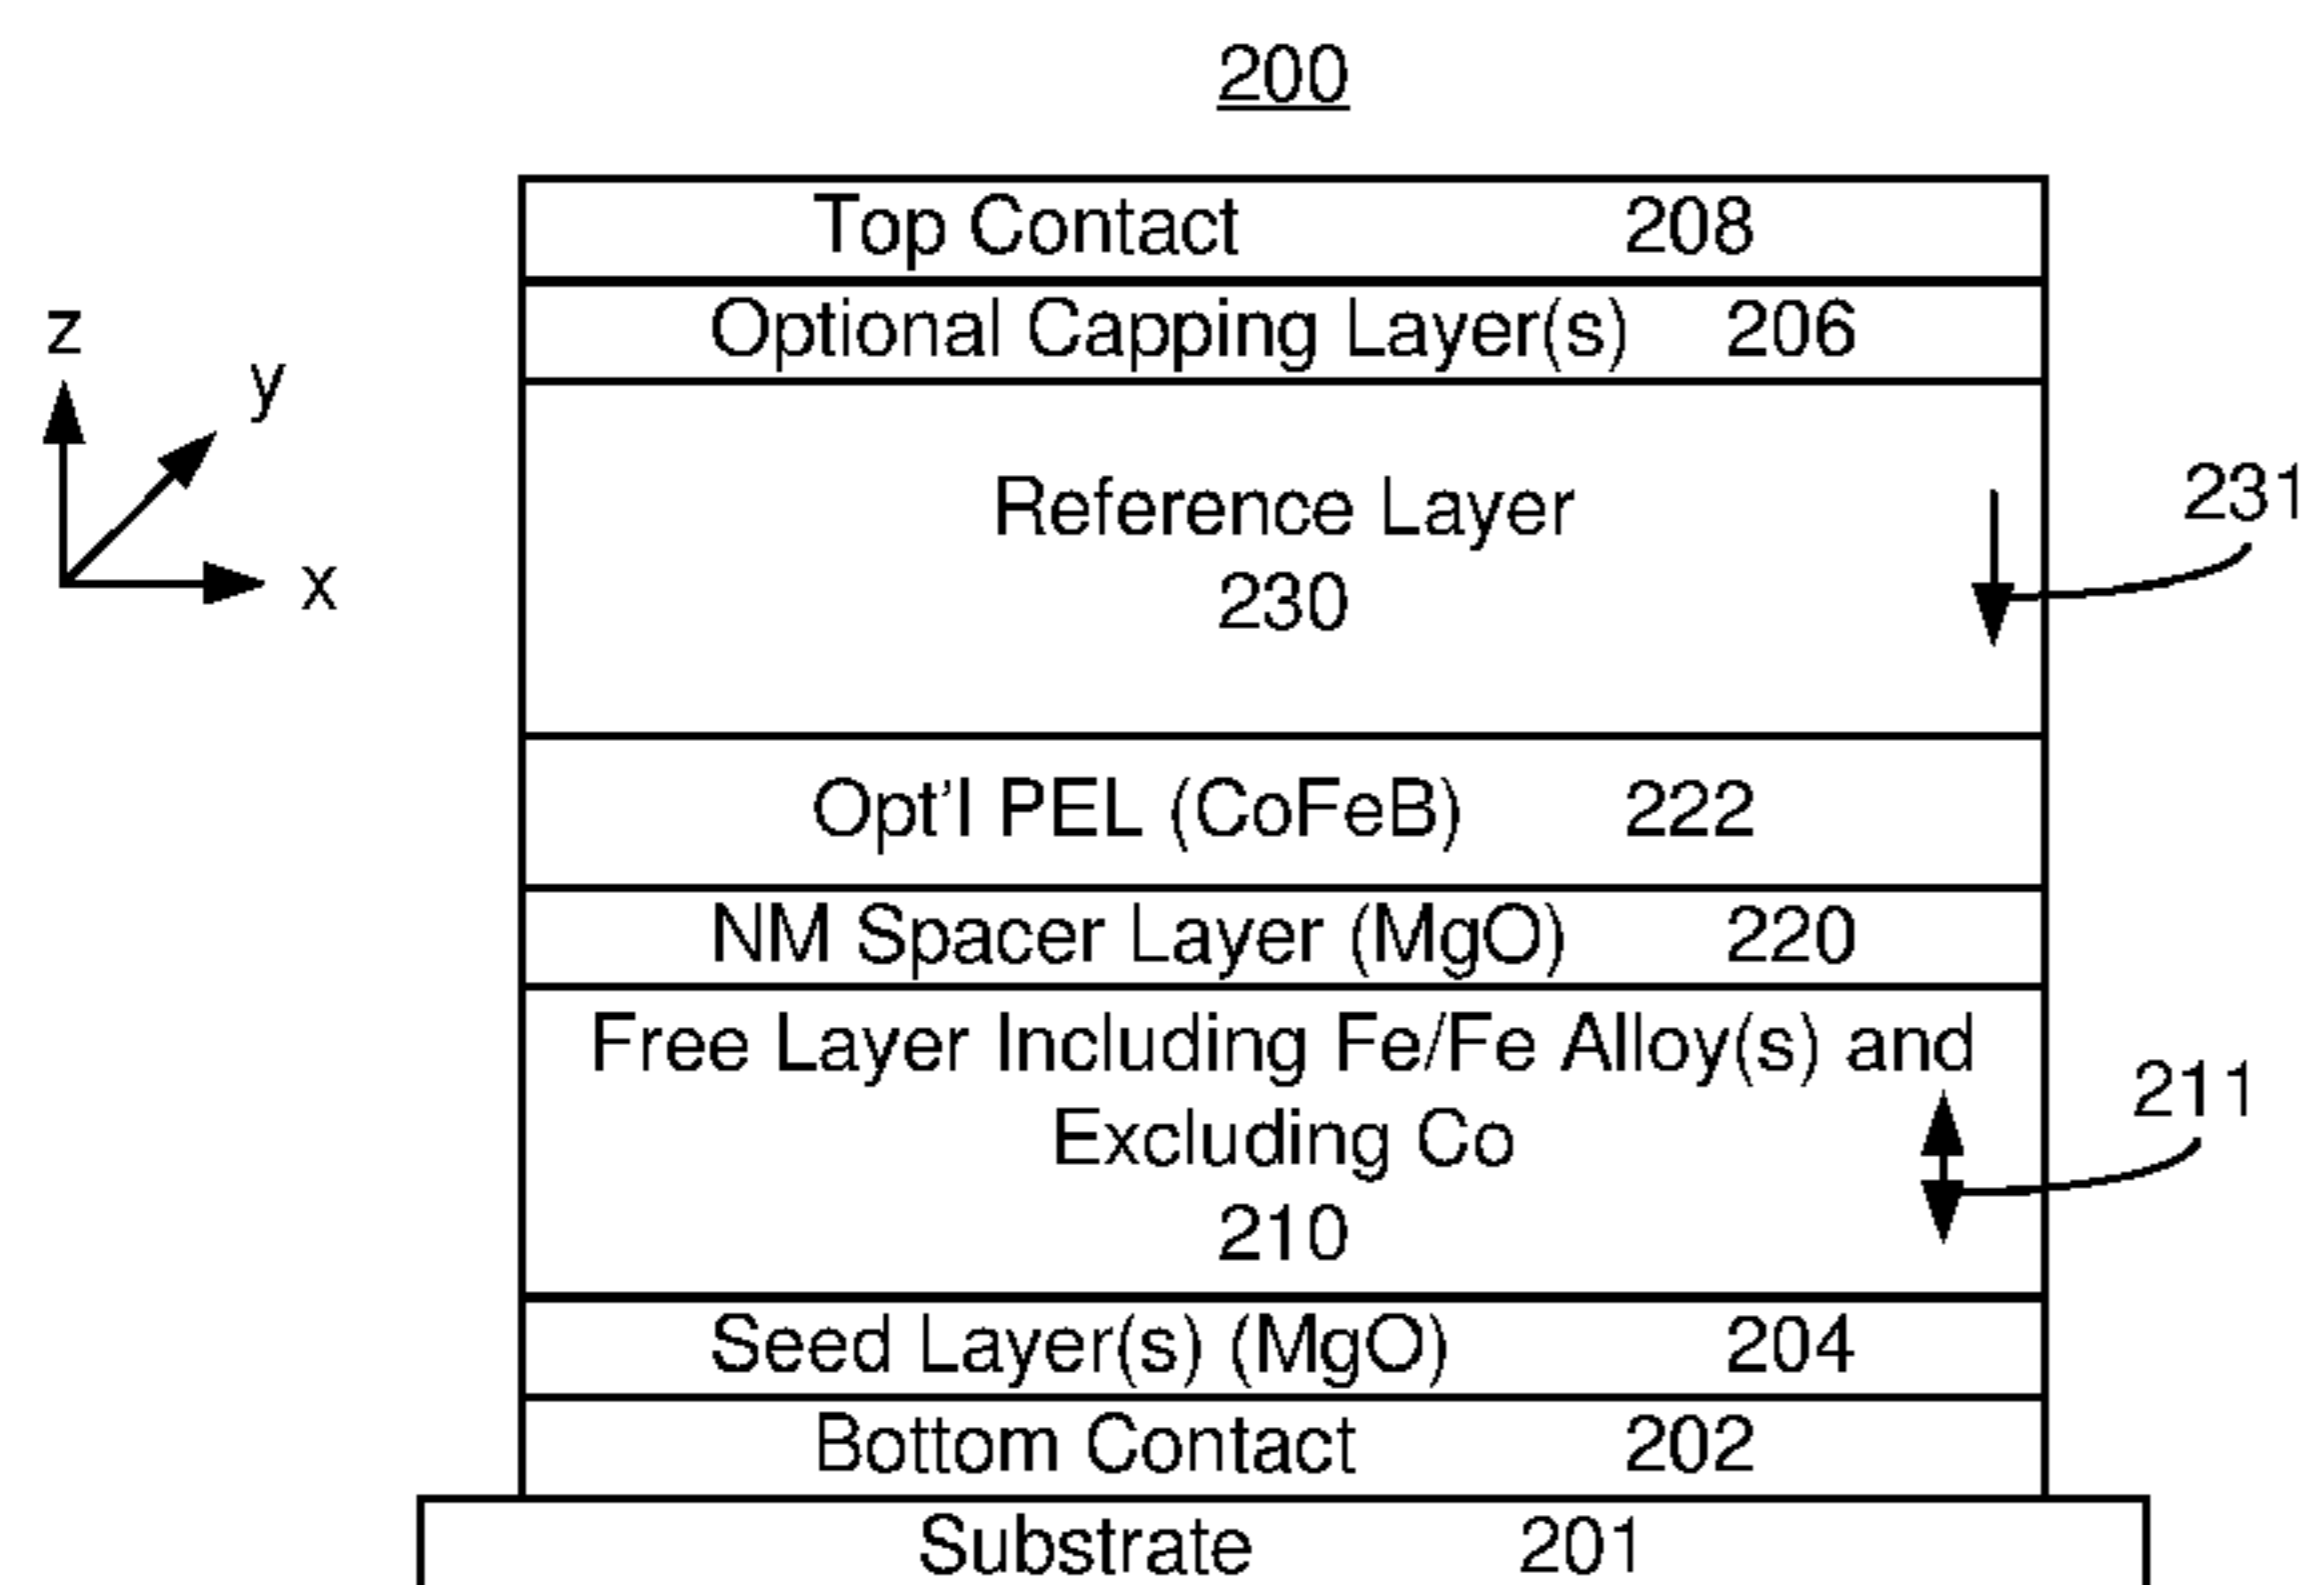 200
Top Contact 208
Optional Capping Layer(s) 206
z
y
x
Reference Layer
230
231
Opt'l PEL (CoFeB) 222
NM Spacer Layer (MgO) 220
Free Layer Including Fe/Fe Alloy(s) and
Excluding Co
210
211
Seed Layer(s) (MgO) 204
Bottom Contact 202
Substrate 201